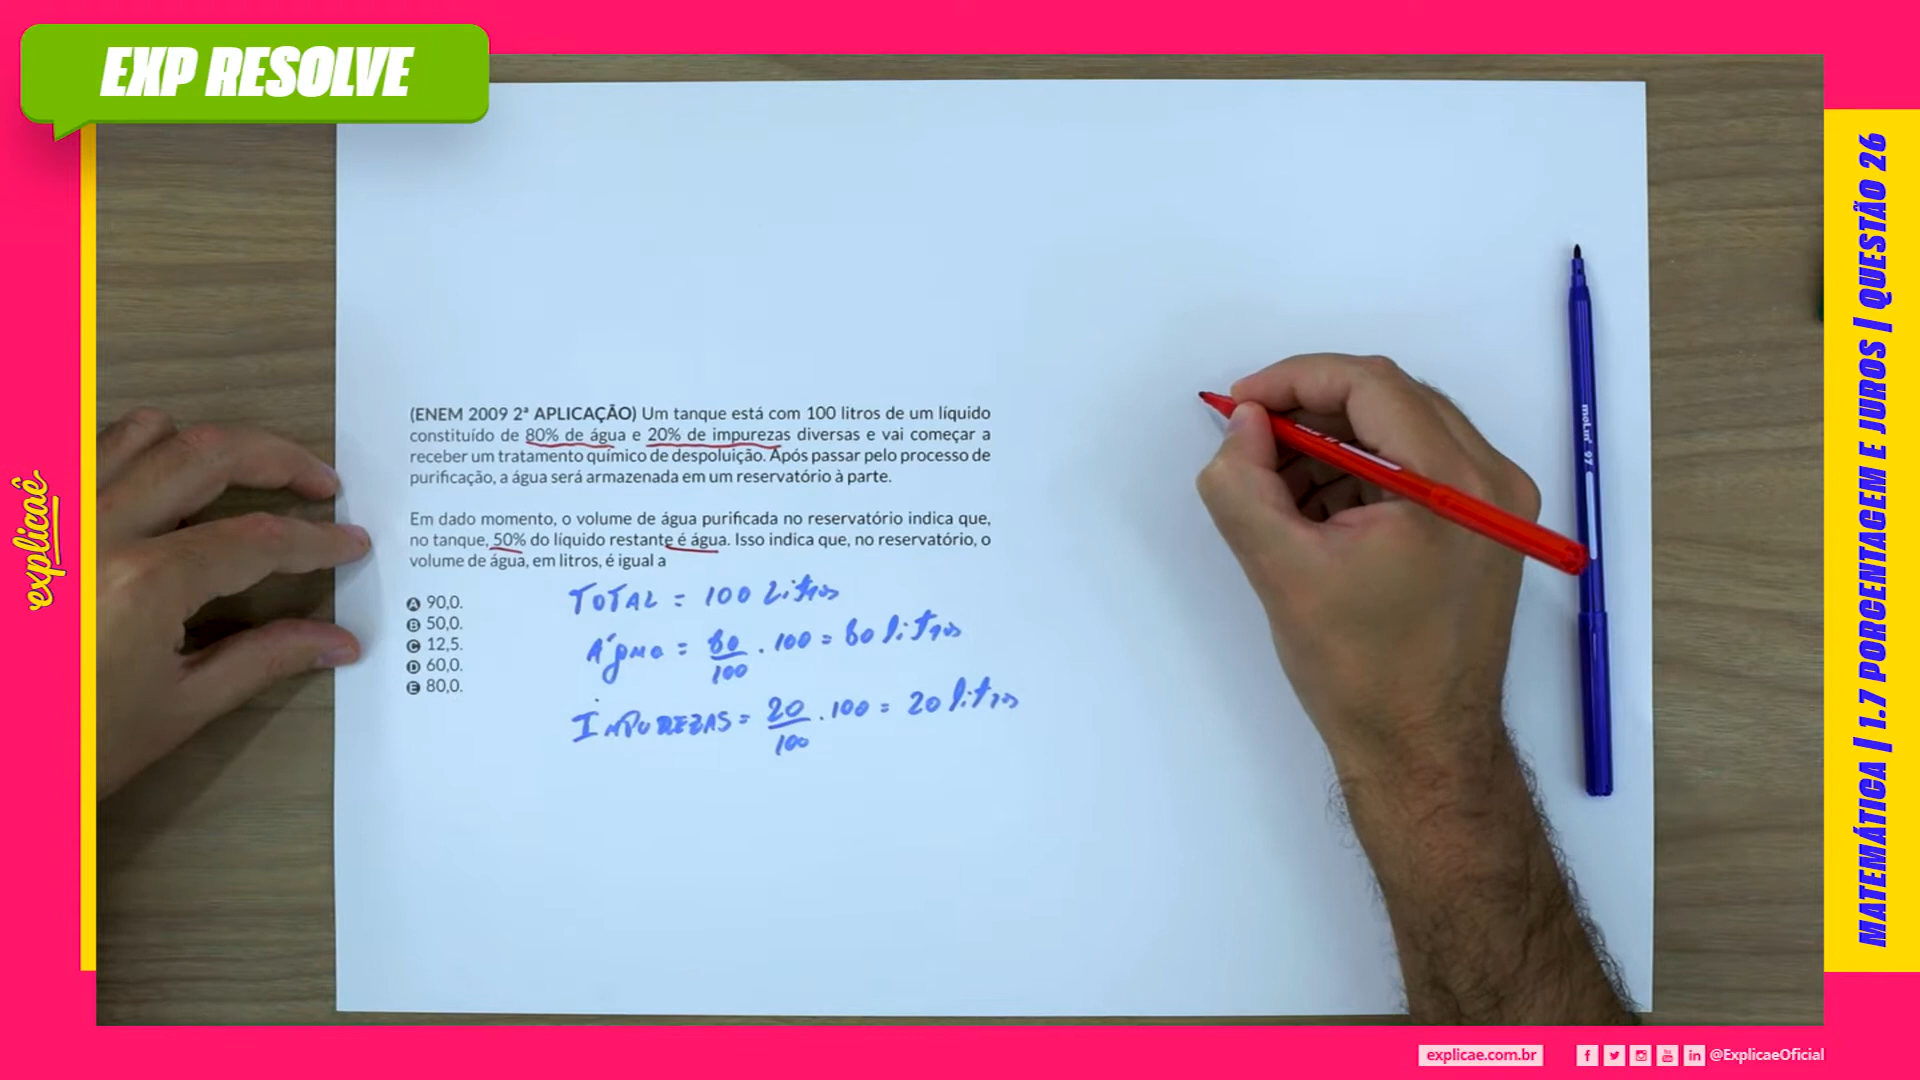 EXP RESOLVE
(ENEM 2009 2ª APLICAÇÃO) Um tanque está com 100 litros de um líquido
constituído de 80% de água e 20% de impurezas diversas e vai começar a
receber um tratamento químico de despoluição. Após passar pelo processo de
purificação, a água será armazenada em um reservatório à parte.
Em dado momento, o volume de água purificada no reservatório indica que,
no tanque, 50% do líquido restante é água. Isso indica que, no reservatório, o
volume de água, em litros, é igual a
A 90,0.
B 50,0.
C 12,5.
D 60,0.
E 80,0.
TOTAL = 100 Litros
Água = 80/100 . 100 = 80 litros
IMPUREZAS = 20/100 . 100 = 20 litros
explicaê
MATEMÁTICA | 1.7 PORCENTAGEM E JUROS | QUESTÃO 26
molin 97
explicae.com.br
@ExplicaeOficial